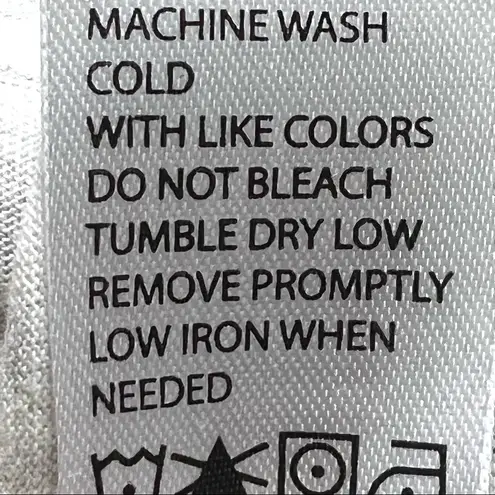 MACHINE WASH
COLD
WITH LIKE COLORS
DO NOT BLEACH
TUMBLE DRY LOW
REMOVE PROMPTLY
LOW IRON WHEN
NEEDED